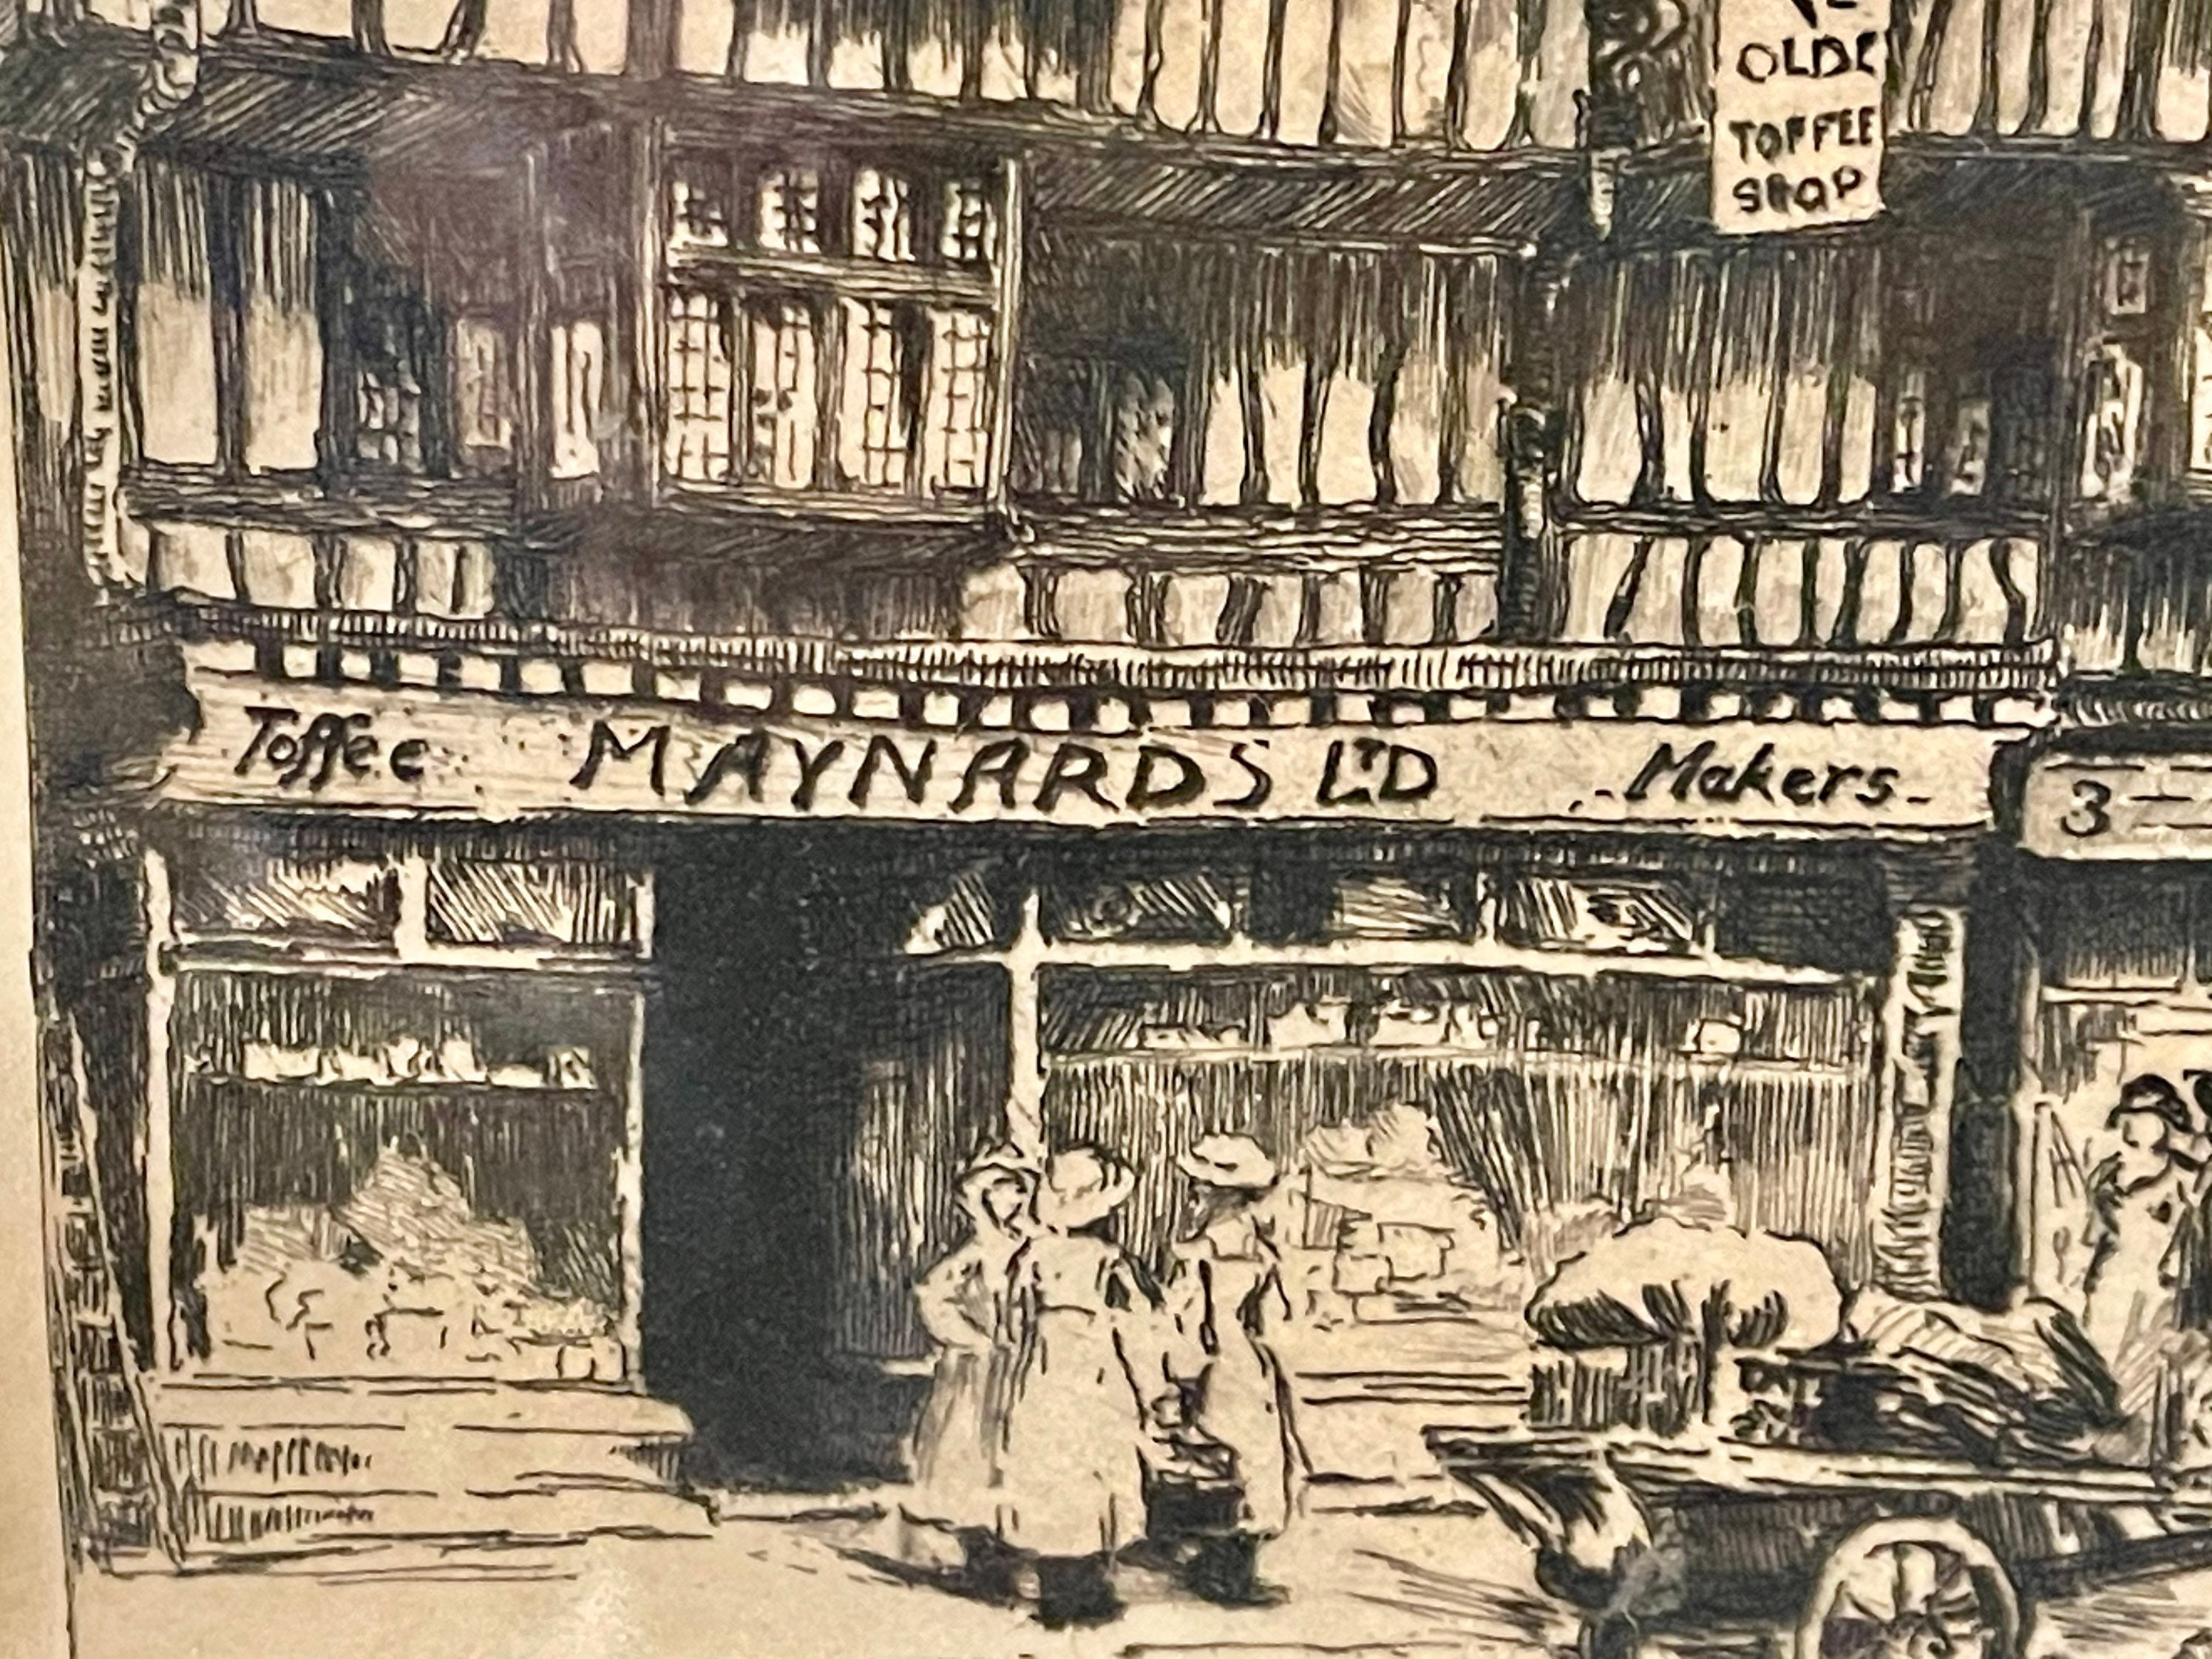 OLDE
TOFFEE
SHOP
Toffee MAYNARDS LTD Makers
3